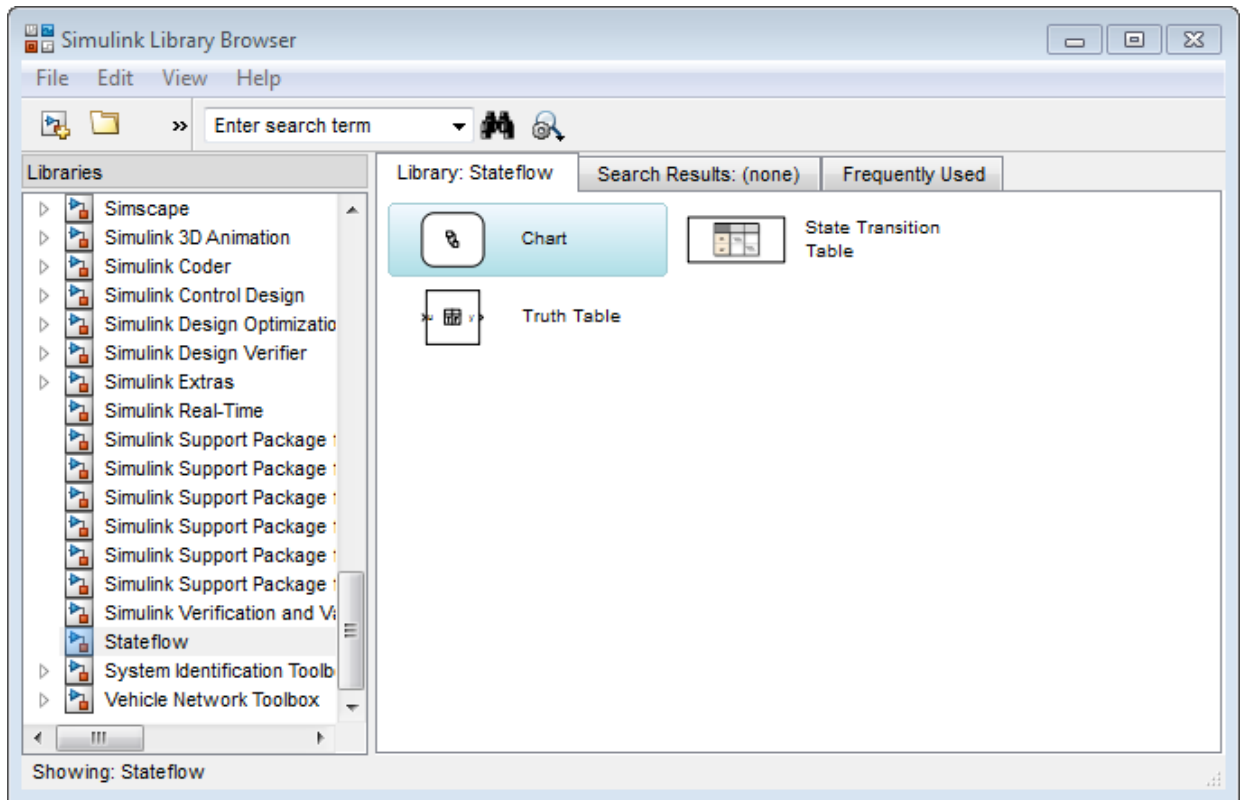 Simulink Library Browser
File Edit View Help
» Enter search term
Libraries
Library: Stateflow
Search Results: (none)
Frequently Used
Simscape
Simulink 3D Animation
Simulink Coder
Simulink Control Design
Simulink Design Optimizatio
Simulink Design Verifier
Simulink Extras
Simulink Real-Time
Simulink Support Package
Simulink Support Package
Simulink Support Package
Simulink Support Package
Simulink Support Package
Simulink Support Package
Simulink Verification and Va
Stateflow
System Identification Toolb
Vehicle Network Toolbox
Chart
State Transition
Table
Truth Table
Showing: Stateflow